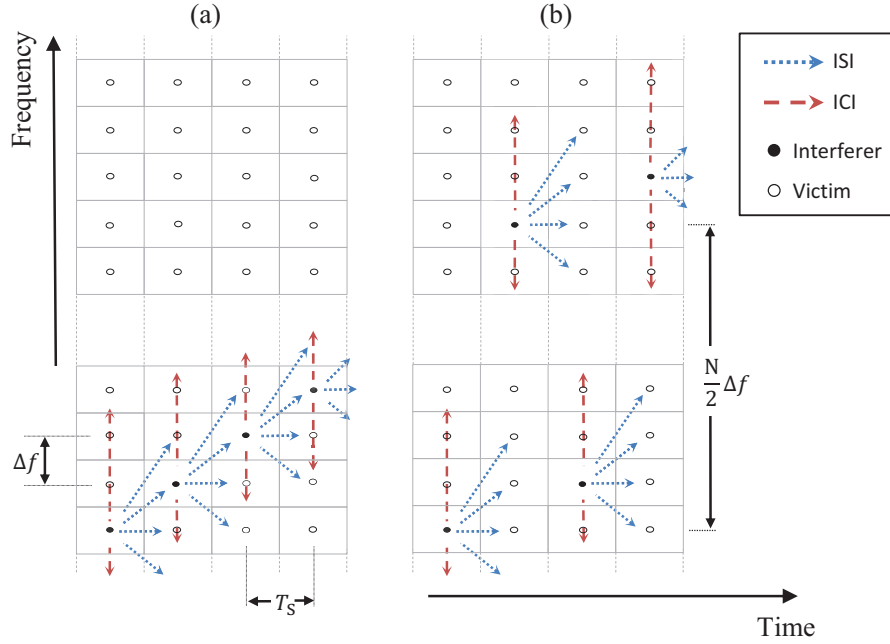 (a)
(b)
Frequency
ISI
ICI
Interferer
Victim
Δf
N/2 Δf
T_S
Time